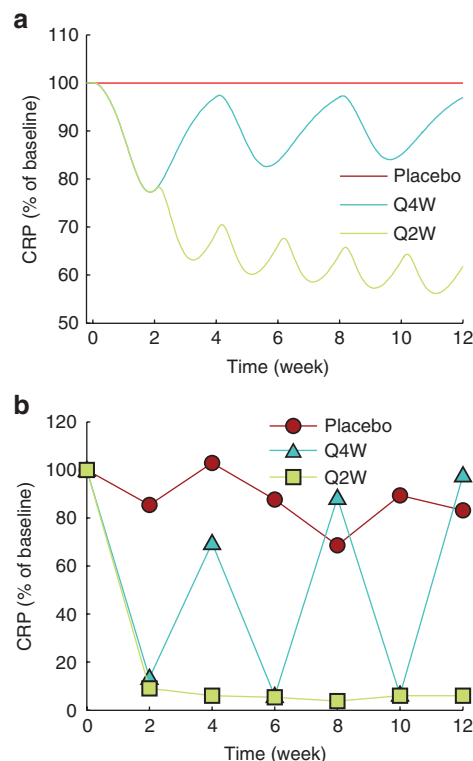 a
110
100
90
80
70
60
50
CRP (% of baseline)
Placebo
Q4W
Q2W
0 2 4 6 8 10 12
Time (week)
b
120
100
80
60
40
20
0
CRP (% of baseline)
Placebo
Q4W
Q2W
0 2 4 6 8 10 12
Time (week)